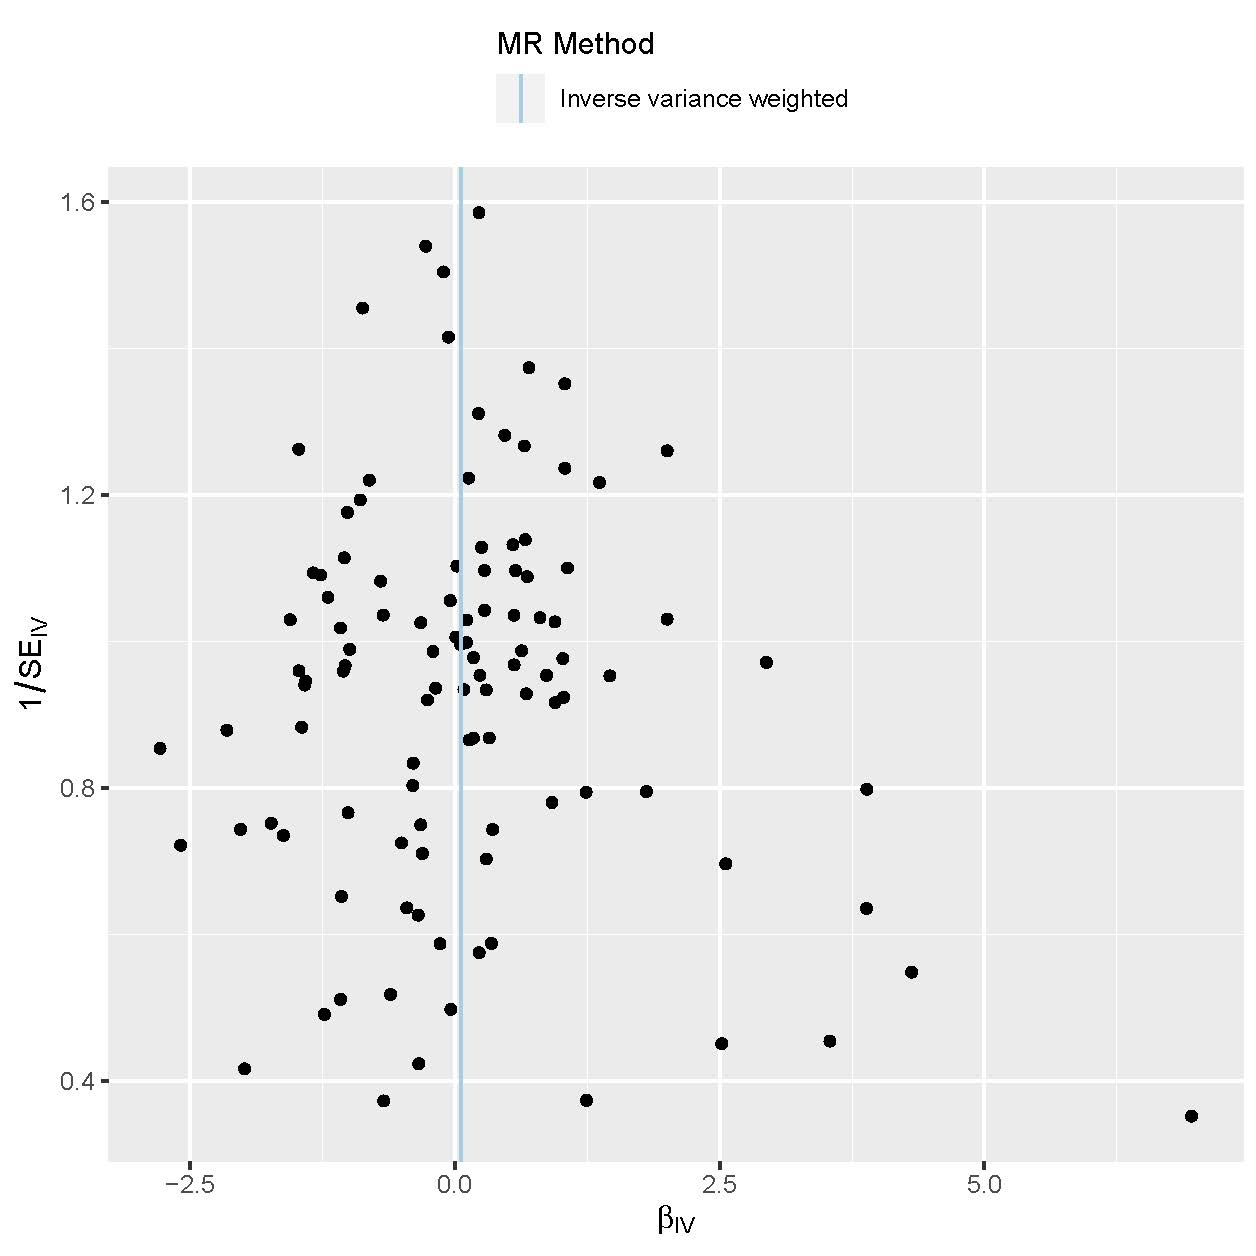 MR Method
Inverse variance weighted
1.6
1.2
0.8
0.4
1/SE_IV
−2.5 0.0 2.5 5.0
β_IV